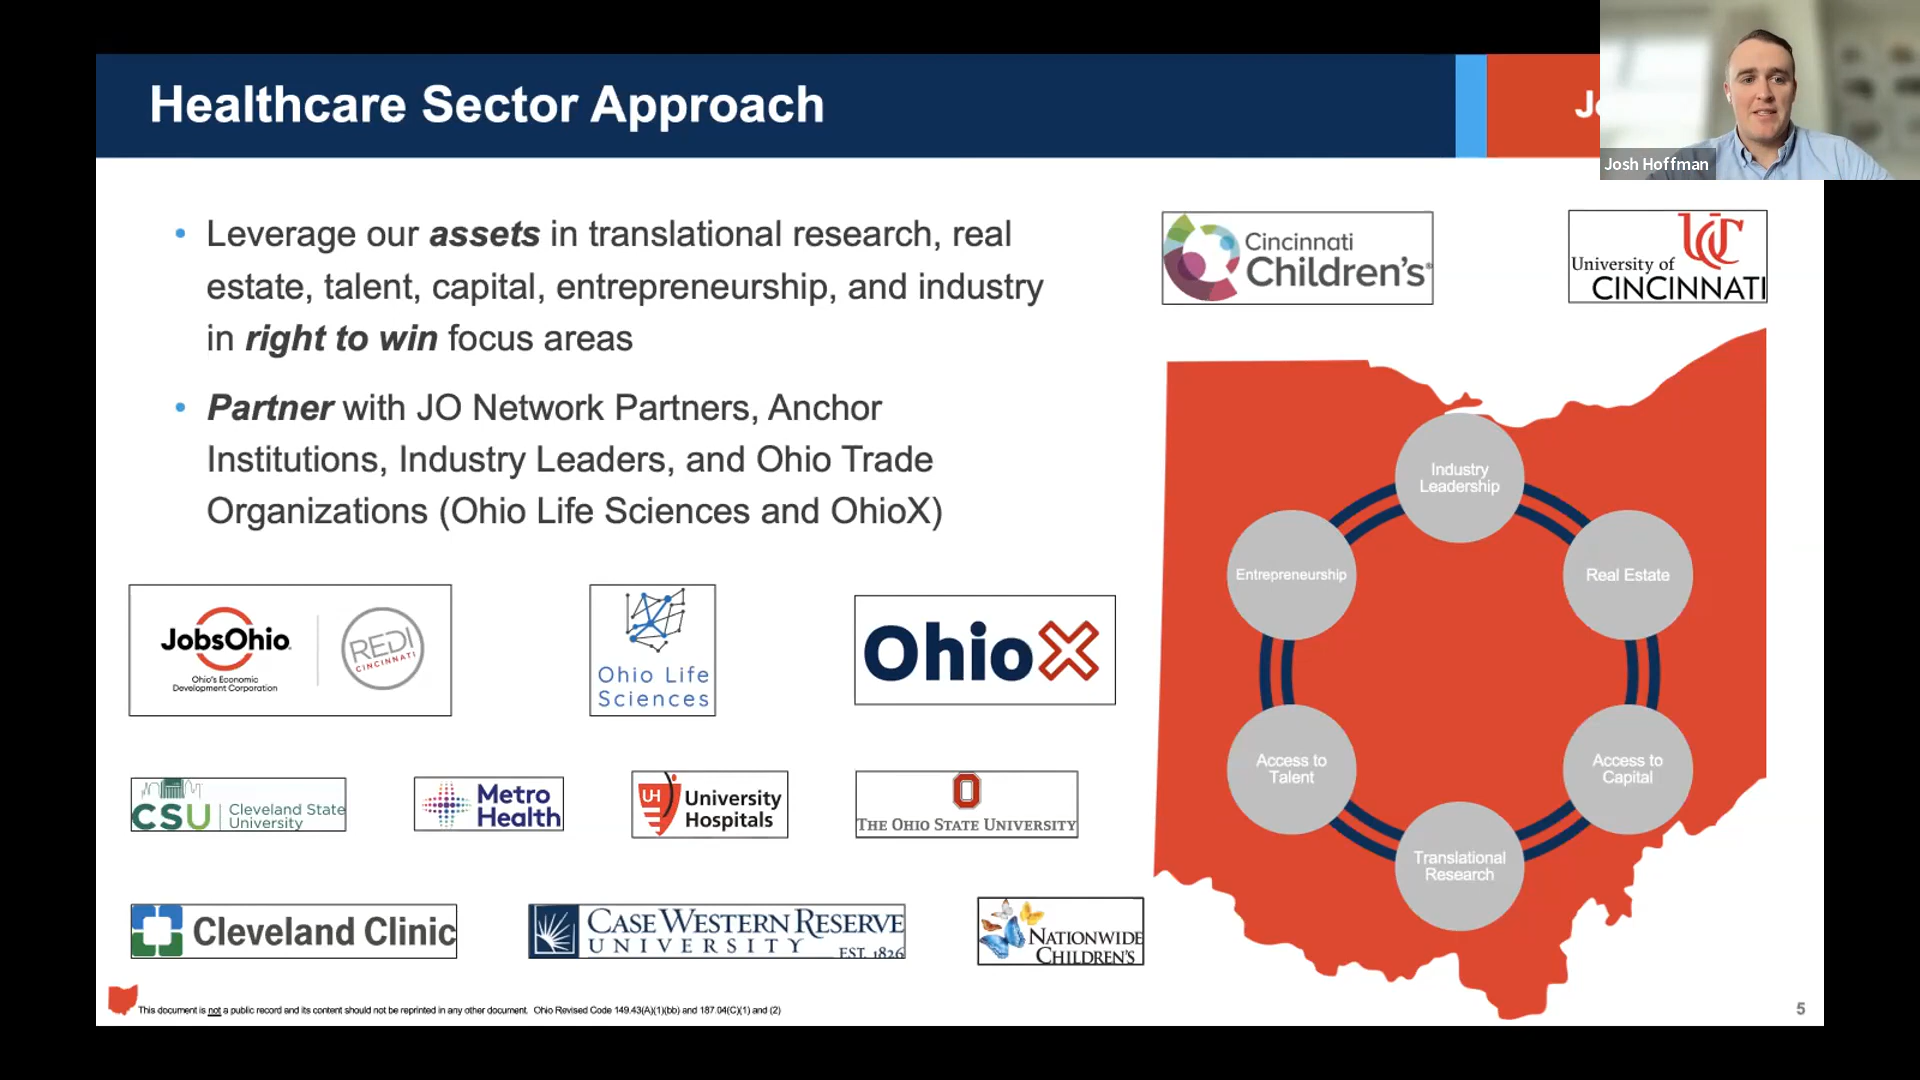 Healthcare Sector Approach
Josh Hoffman
• Leverage our assets in translational research, real
estate, talent, capital, entrepreneurship, and industry
in right to win focus areas
• Partner with JO Network Partners, Anchor
Institutions, Industry Leaders, and Ohio Trade
Organizations (Ohio Life Sciences and OhioX)
Cincinnati
Children's®
UC
University of
CINCINNATI
Industry
Leadership
Entrepreneurship
Real Estate
Access to
Talent
Access to
Capital
Translational
Research
JobsOhio
Ohio's Economic
Development Corporation
REDI
CINCINNATI
Ohio Life
Sciences
OhioX
CSU
Cleveland State
University
Metro
Health
UH
University
Hospitals
O
THE OHIO STATE UNIVERSITY
Cleveland Clinic
CASE WESTERN RESERVE
UNIVERSITY
EST. 1826
NATIONWIDE
CHILDREN'S
This document is not a public record and its content should not be reprinted in any other document. Ohio Revised Code 149.43(A)(1)(bb) and 187.04(C)(1) and (2)
5